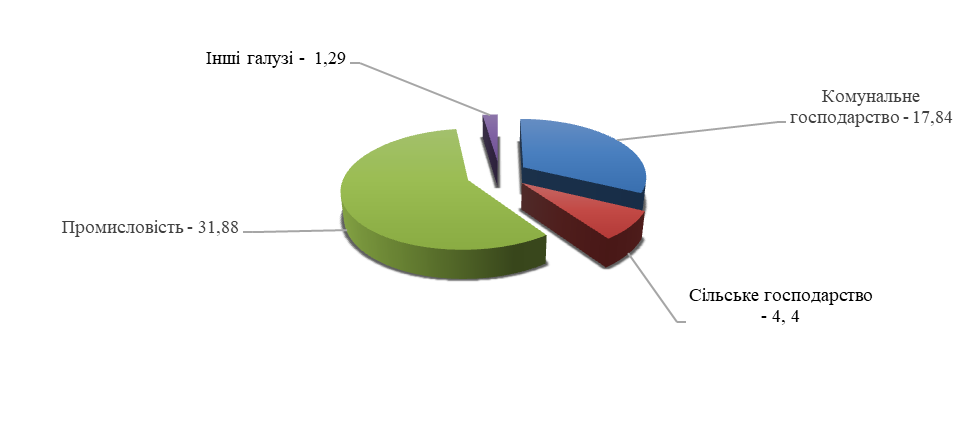 Інші галузі - 1,29
Комунальне
господарство - 17,84
Промисловість - 31,88
Сільське господарство
- 4, 4